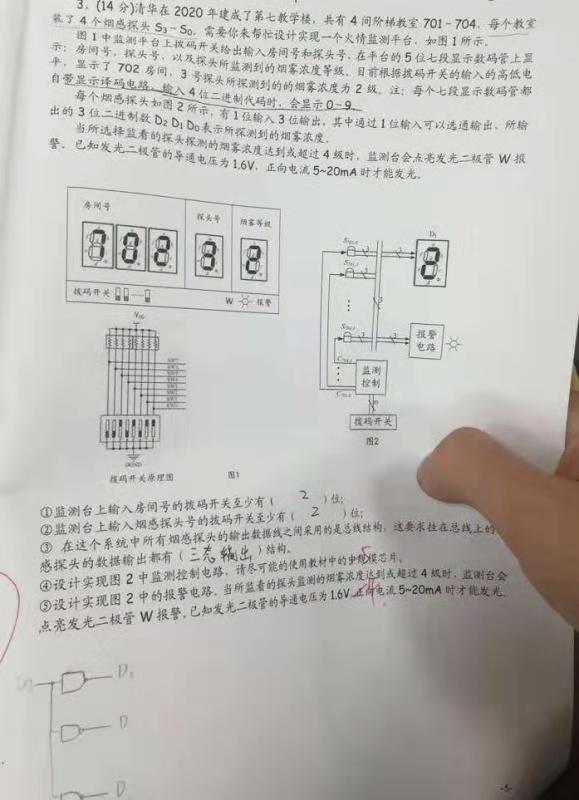 3. (14分)清华在2020年建成了第七教学楼，共有4间阶梯教室701~704，每个教室
装了4个烟感探头S₃~S₀，需要你来帮忙设计实现一个火情监测平台，如图1所示。
图1中监测平台上拨码开关给出输入房间号和探头号，在平台的5位七段显示数码管上显
示：房间号，探头号，以及探头所监测到的烟雾浓度等级。目前根据拨码开关的输入的高低电
平，显示了702房间，3号探头所探测到的的烟雾浓度为2级。注：每个七段显示数码管都
自带显示译码电路，输入4位二进制代码时，会显示0~9。
每个烟感探头如图2所示，有1位输入3位输出，其中通过1位输入可以选通输出，所输
出的3位二进制数D₂D₁D₀表示所探测到的烟雾浓度。
当所选择监看的探头探测的烟雾浓度达到或超过4级时，监测台会点亮发光二极管W报
警。已知发光二极管的导通电压为1.6V，正向电流5~20mA时才能发光。
房间号
探头号
烟雾等级
702
3
2
拨码开关
W
报警
V
SW7
拨码开关原理图
图1
D₁
2
3
3
3
3
3
报警
电路
监测
控制
拨码开关
图2
①监测台上输入房间号的拨码开关至少有（ 2 ）位；
②监测台上输入烟感探头号的拨码开关至少有（ 2 ）位；
③ 在这个系统中所有烟感探头的输出数据线之间采用的是总线结构，这要求挂在总线上的
感探头的数据输出都有（三态输出）结构。
④设计实现图2中监测控制电路，请尽可能的使用教材中的中规模芯片。
⑤设计实现图2中的报警电路，当所监看的探头监测的烟雾浓度达到或超过4级时，监测台会
点亮发光二极管W报警，已知发光二极管的导通电压为1.6V，正向电流5~20mA时才能发光。
D₁
D
D
-5-